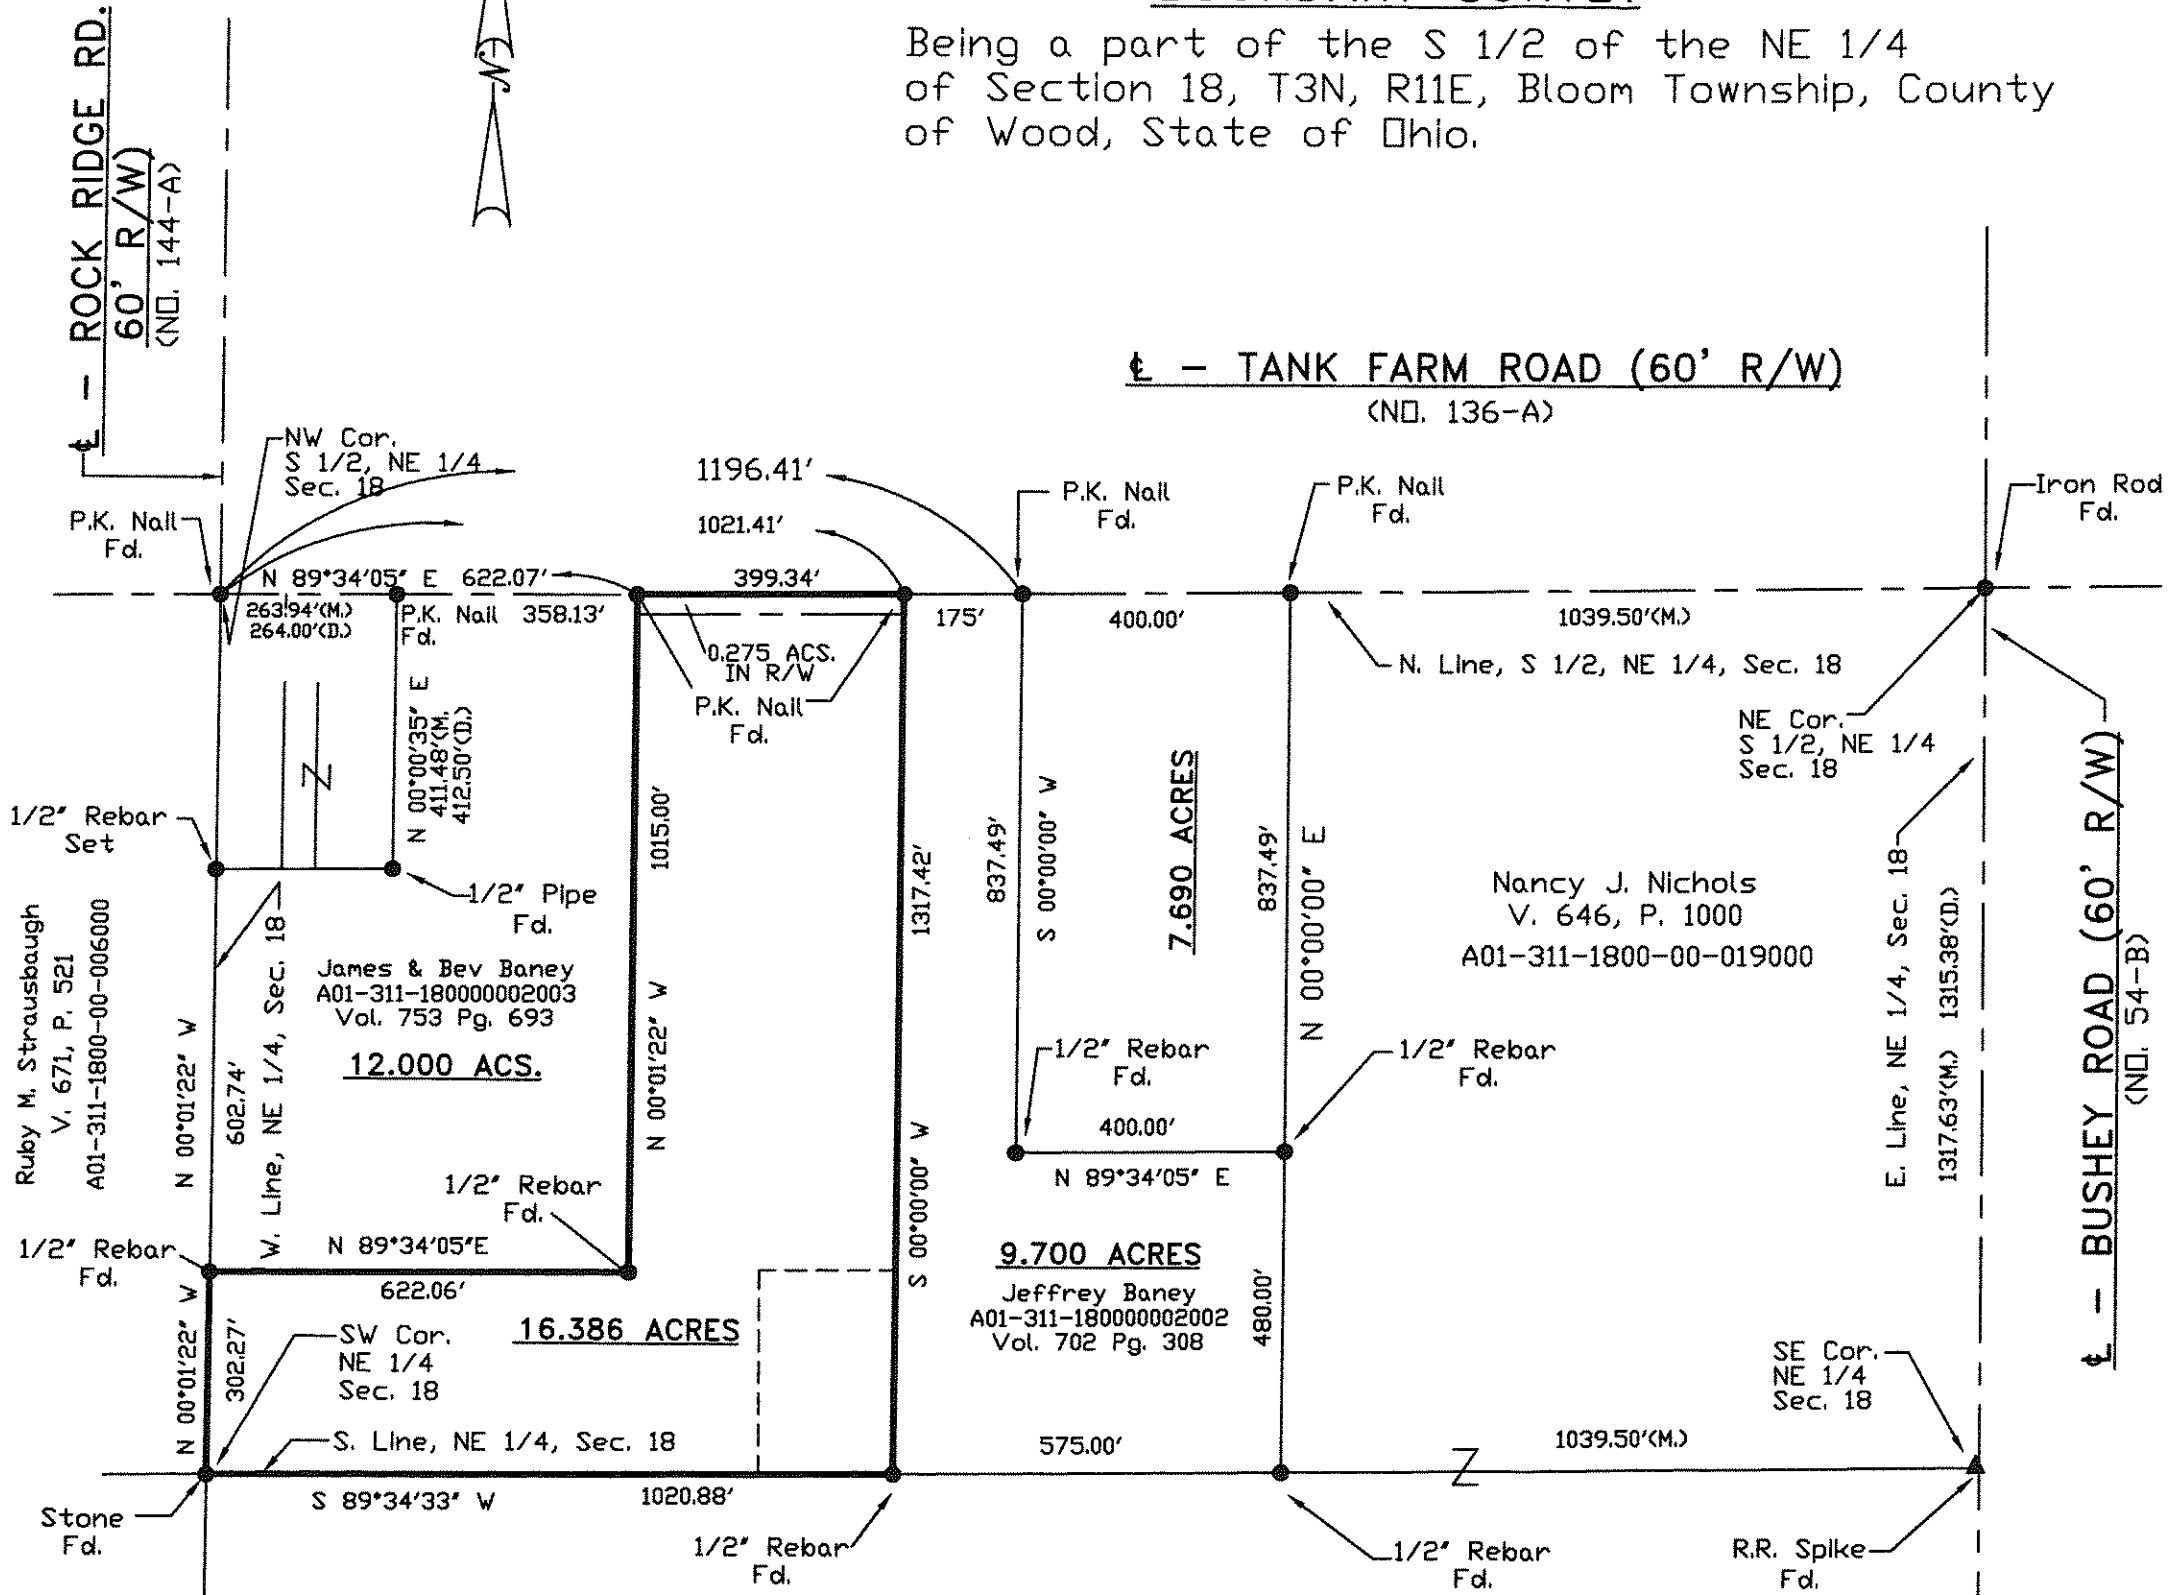 Being a part of the S 1/2 of the NE 1/4
of Section 18, T3N, R11E, Bloom Township, County
of Wood, State of Ohio.
N
℄ - ROCK RIDGE RD.
60' R/W)
(NO. 144-A)
℄ - TANK FARM ROAD (60' R/W)
(NO. 136-A)
NW Cor.
S 1/2, NE 1/4
Sec. 18
1196.41'
1021.41'
P.K. Nail
Fd.
P.K. Nail
Fd.
P.K. Nail
Fd.
Iron Rod
Fd.
N 89°34'05" E 622.07'
399.34'
263.94'(M.)
264.00'(D.)
P.K. Nail
Fd.
358.13'
175'
400.00'
1039.50'(M.)
0.275 ACS.
IN R/W
P.K. Nail
Fd.
N. Line, S 1/2, NE 1/4, Sec. 18
NE Cor.
S 1/2, NE 1/4
Sec. 18
N 00°00'35" E
411.48'(M.
412.50'(D.)
1/2" Rebar
Set
1/2" Pipe
Fd.
1015.00'
N 00°01'22" W
1317.42'
S 00°00'00" W
837.49'
S 00°00'00" W
7.690 ACRES
837.49'
N 00°00'00" E
Nancy J. Nichols
V. 646, P. 1000
A01-311-1800-00-019000
E. Line, NE 1/4, Sec. 18
1317.63'(M.) 1315.38'(D.)
℄ - BUSHEY ROAD (60' R/W)
(NO. 54-B)
Ruby M. Strausbaugh
V. 671, P. 521
A01-311-1800-00-006000
N 00°01'22" W
602.74'
W. Line, NE 1/4, Sec. 18
James & Bev Baney
A01-311-180000002003
Vol. 753 Pg. 693
12.000 ACS.
1/2" Rebar
Fd.
1/2" Rebar
Fd.
400.00'
N 89°34'05" E
1/2" Rebar
Fd.
1/2" Rebar
Fd.
N 89°34'05"E
622.06'
N 00°01'22" W
302.27'
SW Cor.
NE 1/4
Sec. 18
16.386 ACRES
9.700 ACRES
Jeffrey Baney
A01-311-180000002002
Vol. 702 Pg. 308
480.00'
SE Cor.
NE 1/4
Sec. 18
S. Line, NE 1/4, Sec. 18
575.00'
1039.50'(M.)
S 89°34'33" W
1020.88'
Stone
Fd.
1/2" Rebar
Fd.
1/2" Rebar
Fd.
R.R. Spike
Fd.